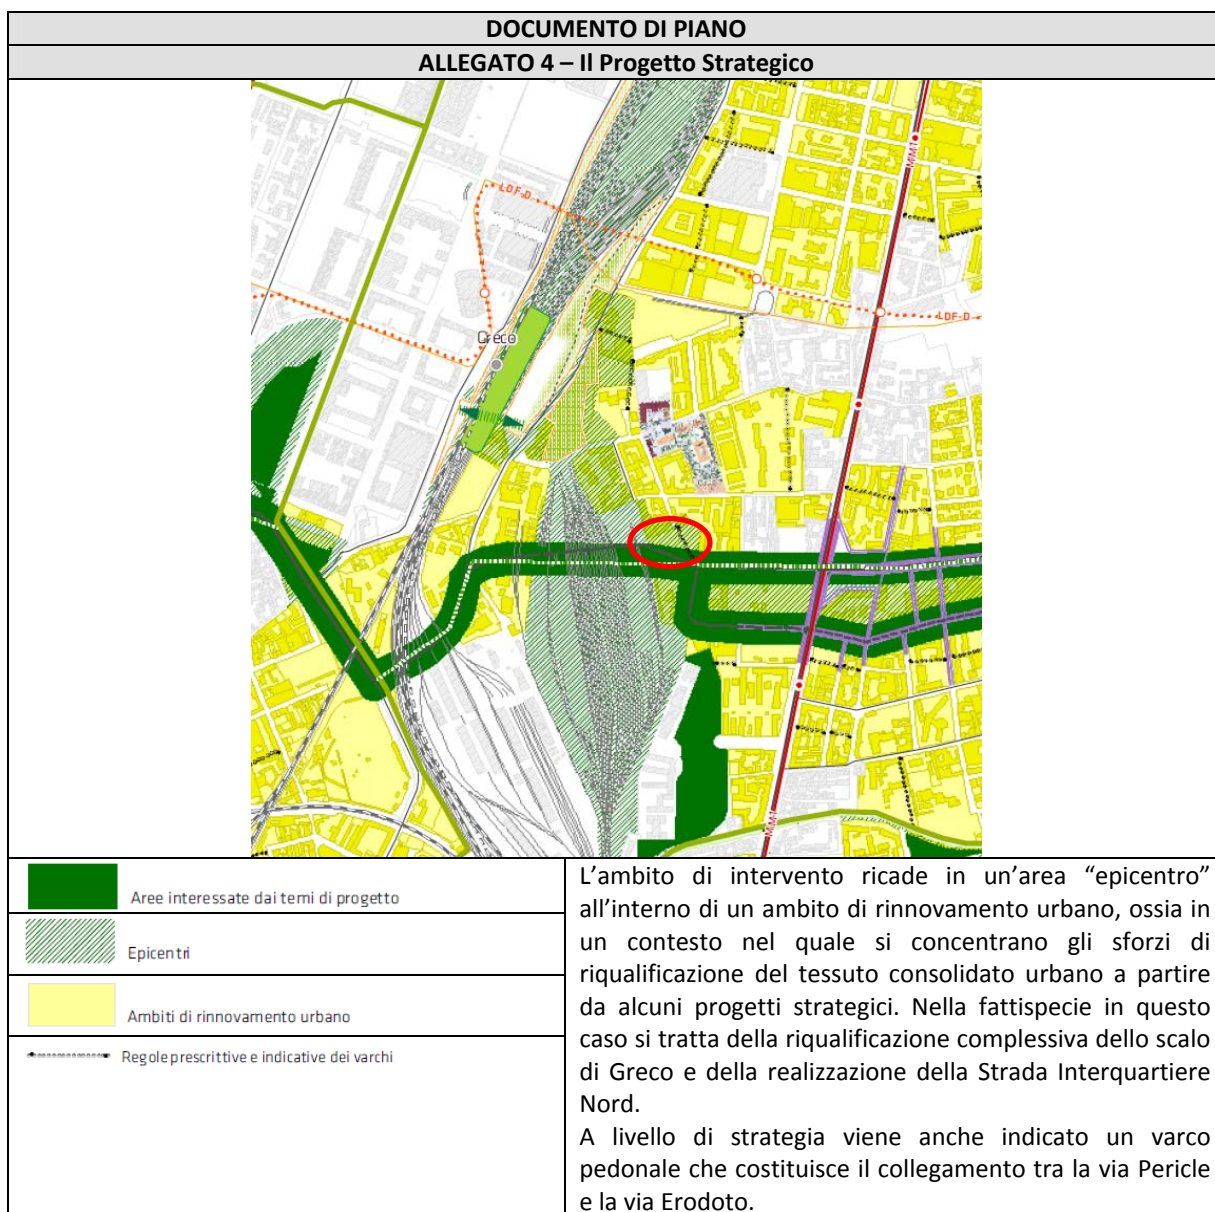 DOCUMENTO DI PIANO
ALLEGATO 4 – Il Progetto Strategico
LDF-D
MM1
Greco
LDF-D
MM1
Aree interessate dai temi di progetto
Epicentri
Ambiti di rinnovamento urbano
Regole prescrittive e indicative dei varchi
L’ambito di intervento ricade in un’area “epicentro”
all’interno di un ambito di rinnovamento urbano, ossia in
un contesto nel quale si concentrano gli sforzi di
riqualificazione del tessuto consolidato urbano a partire
da alcuni progetti strategici. Nella fattispecie in questo
caso si tratta della riqualificazione complessiva dello scalo
di Greco e della realizzazione della Strada Interquartiere
Nord.
A livello di strategia viene anche indicato un varco
pedonale che costituisce il collegamento tra la via Pericle
e la via Erodoto.